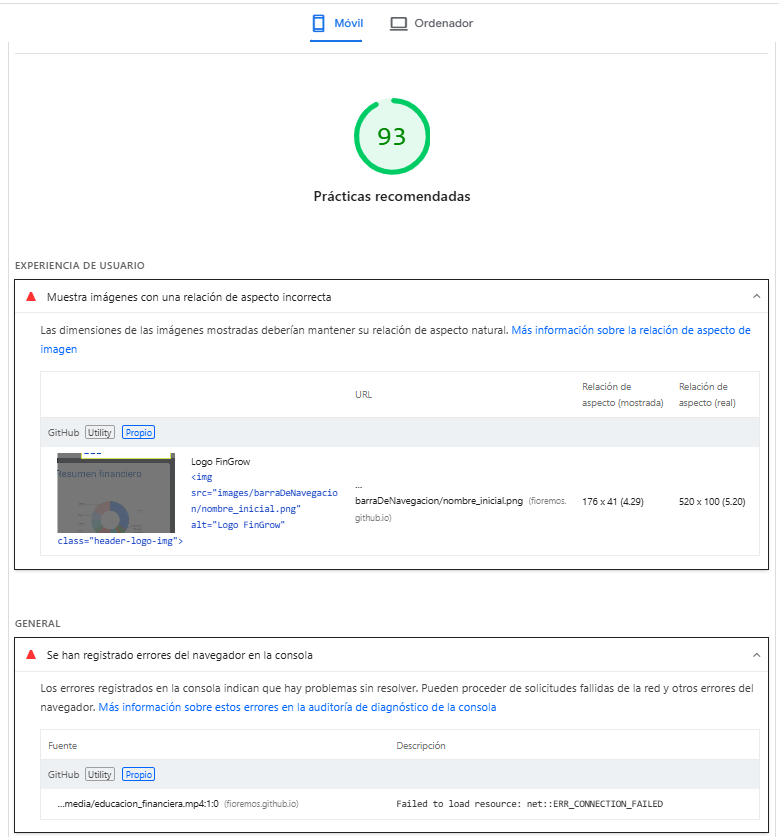 Móvil Ordenador
93
Prácticas recomendadas
EXPERIENCIA DE USUARIO
Muestra imágenes con una relación de aspecto incorrecta
Las dimensiones de las imágenes mostradas deberían mantener su relación de aspecto natural. Más información sobre la relación de aspecto de
imagen
URL
Relación de
aspecto (mostrada)
Relación de
aspecto (real)
GitHub Utility Propio
Resumen financiero
Logo FinGrow
<img
src="images/barraDeNavegacio
n/nombre_inicial.png"
alt="Logo FinGrow"
class="header-logo-img">
…
barraDeNavegacion/nombre_inicial.png (fioremos.
github.io)
176 x 41 (4.29)
520 x 100 (5.20)
GENERAL
Se han registrado errores del navegador en la consola
Los errores registrados en la consola indican que hay problemas sin resolver. Pueden proceder de solicitudes fallidas de la red y otros errores del
navegador. Más información sobre estos errores en la auditoría de diagnóstico de la consola
Fuente Descripción
GitHub Utility Propio
…media/educacion_financiera.mp4:1:0 (fioremos.github.io) Failed to load resource: net::ERR_CONNECTION_FAILED